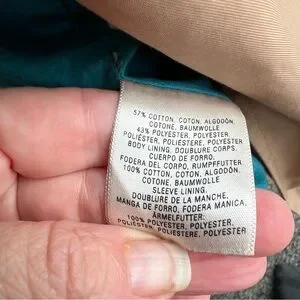 57% COTTON, COTON, ALGODÓN,
COTONE, BAUMWOLLE
43% POLYESTER, POLYESTER
POLIÉSTER, POLIESTERE, POLYESTER
BODY LINING, DOUBLURE CORPS,
CUERPO DE FORRO,
FODERA DEL CORPO, RUMPFFUTTER:
100% COTTON, COTON, ALGODÓN,
COTONE, BAUMWOLLE
SLEEVE LINING,
DOUBLURE DE LA MANCHE,
MANGA DE FORRO, FODERA MANICA,
ÄRMELFUTTER:
100% POLYESTER, POLYESTER,
POLIÉSTER, POLIESTERE, POLYESTER